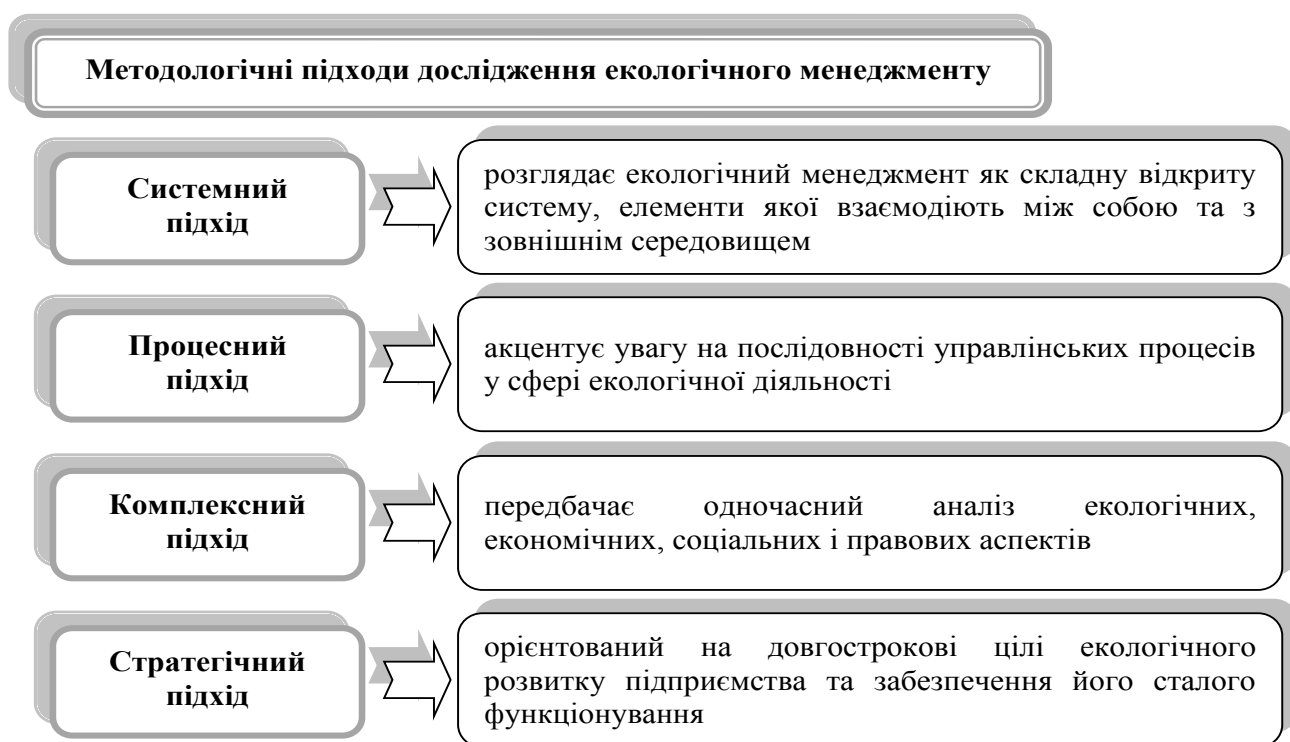 Методологічні підходи дослідження екологічного менеджменту
Системний
підхід
розглядає екологічний менеджмент як складну відкриту
систему, елементи якої взаємодіють між собою та з
зовнішнім середовищем
Процесний
підхід
акцентує увагу на послідовності управлінських процесів
у сфері екологічної діяльності
Комплексний
підхід
передбачає одночасний аналіз екологічних,
економічних, соціальних і правових аспектів
Стратегічний
підхід
орієнтований на довгострокові цілі екологічного
розвитку підприємства та забезпечення його сталого
функціонування